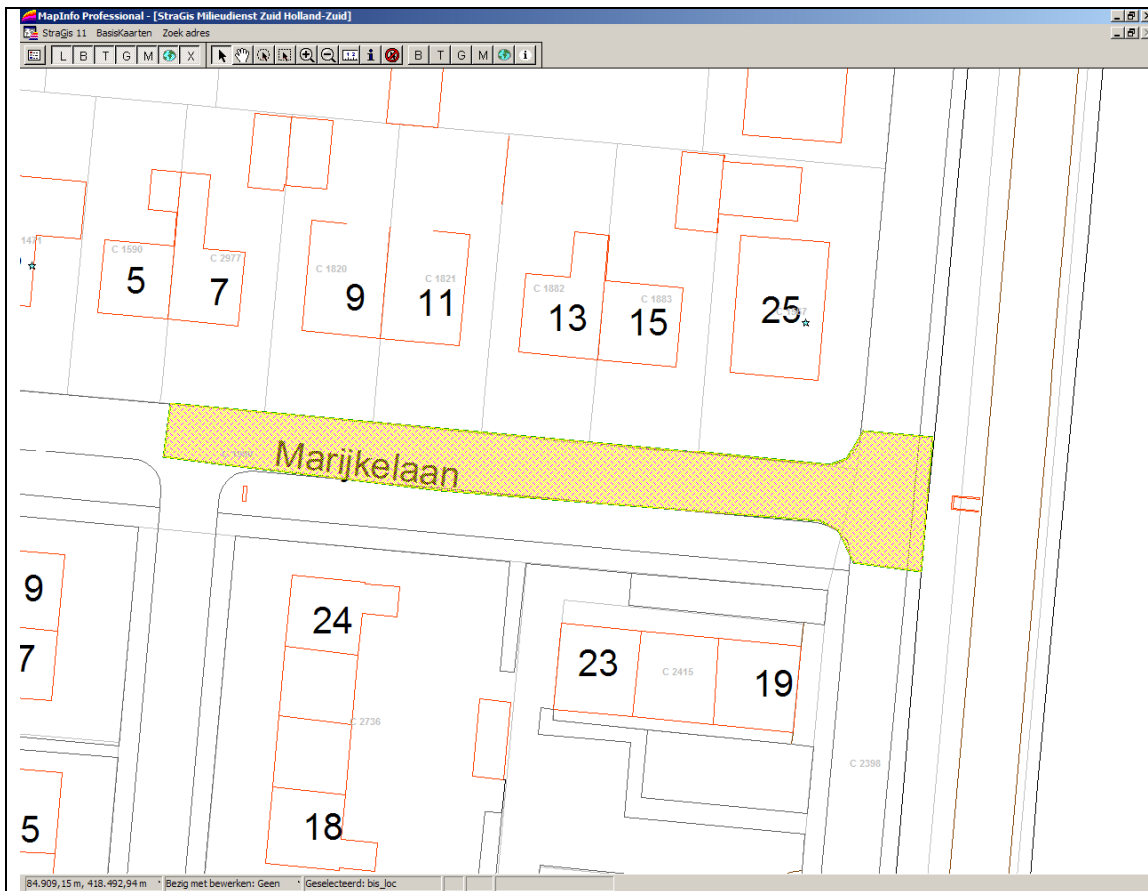 MapInfo Professional - [StraGis Milieudienst Zuid Holland-Zuid]
StraGis 11 BasisKaarten Zoek adres
L B T G M X B T G M
1471
C 1590
5
C 2977
7
C 1820
9
C 1821
11
C 1882
13
C 1883
15
25
Marijkelaan
9
7
24
23
C 2415
19
C 2736
C 2398
5
18
84.909,15 m, 418.492,94 m Bezig met bewerken: Geen Geselecteerd: bis_loc